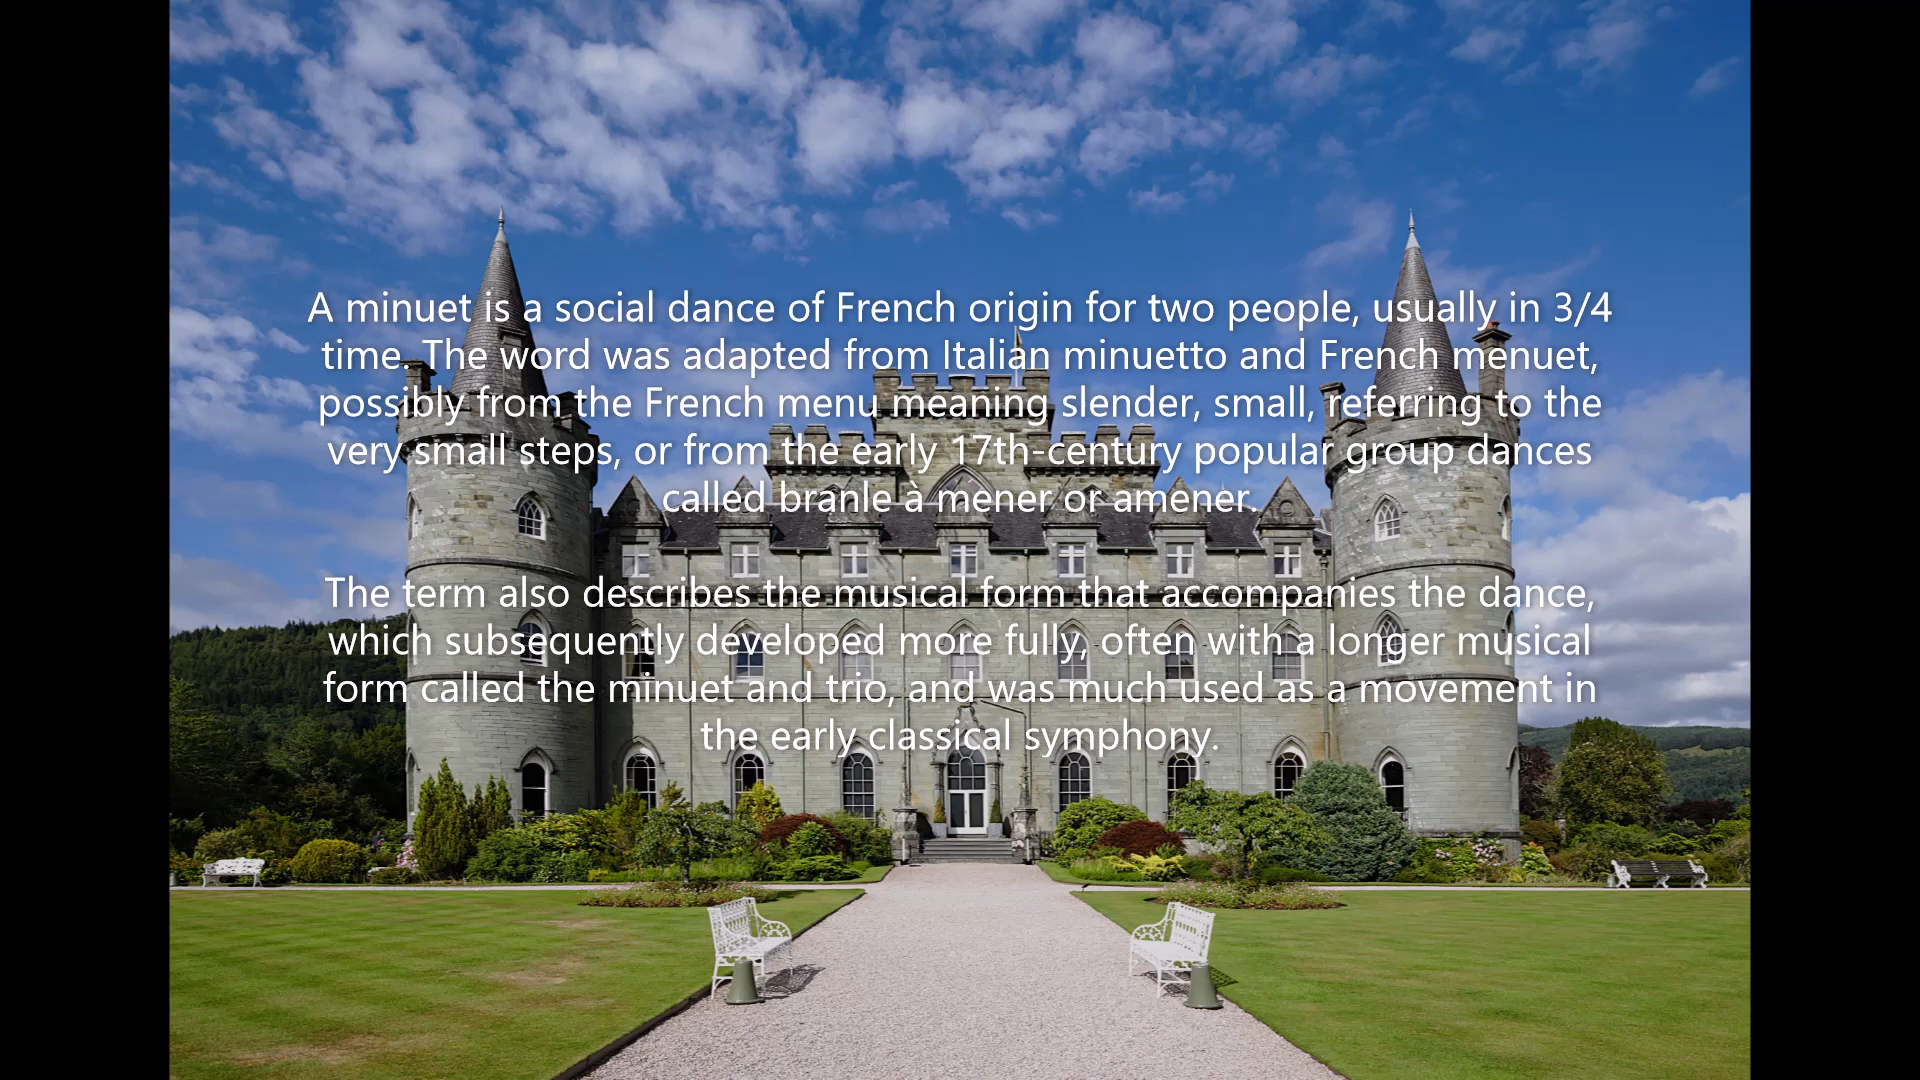 A minuet is a social dance of French origin for two people, usually in 3/4
time. The word was adapted from Italian minuetto and French menuet,
possibly from the French menu meaning slender, small, referring to the
very small steps, or from the early 17th-century popular group dances
called branle à mener or amener.
The term also describes the musical form that accompanies the dance,
which subsequently developed more fully, often with a longer musical
form called the minuet and trio, and was much used as a movement in
the early classical symphony.